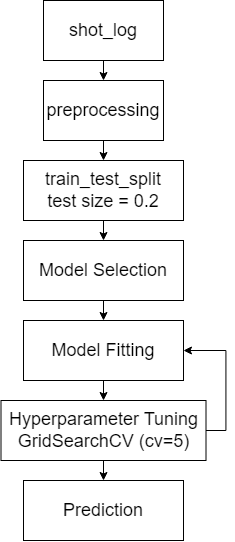 shot_log
preprocessing
train_test_split
test size = 0.2
Model Selection
Model Fitting
Hyperparameter Tuning
GridSearchCV (cv=5)
Prediction